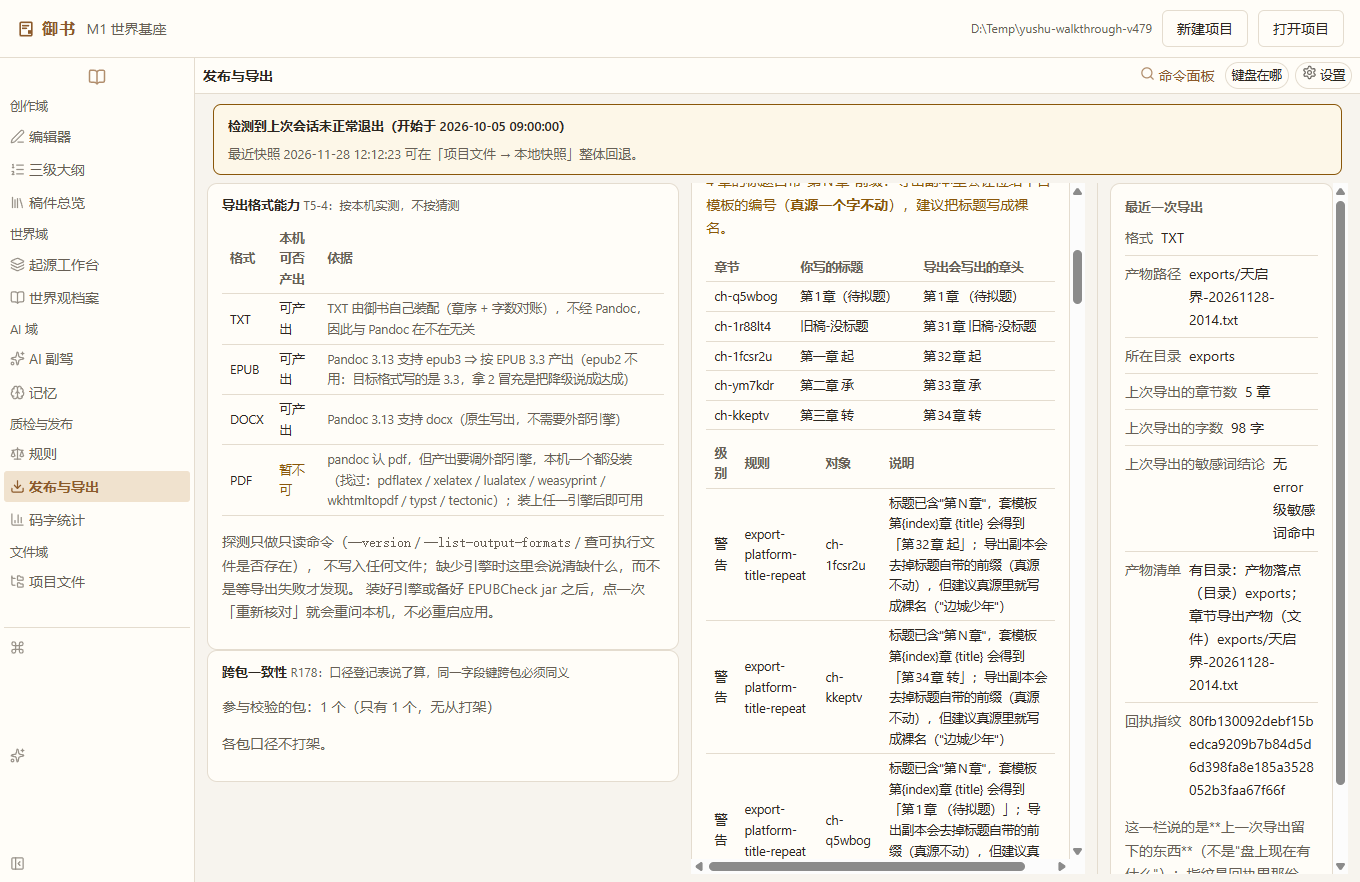 御书 M1 世界基座
D:\Temp\yushu-walkthrough-v479 新建项目 打开项目
创作域
编辑器
三级大纲
稿件总览
世界域
起源工作台
世界观档案
AI 域
AI 副驾
记忆
质检与发布
规则
发布与导出
码字统计
文件域
项目文件
发布与导出
命令面板 键盘在哪 设置
检测到上次会话未正常退出（开始于 2026-10-05 09:00:00）
最近快照 2026-11-28 12:12:23 可在「项目文件 → 本地快照」整体回退。
导出格式能力 T5-4：按本机实测，不按猜测
格式 本机可否产出 依据
TXT 可产出 TXT 由御书自己装配（章序 + 字数对账），不经 Pandoc，
因此与 Pandoc 在不在无关
EPUB 可产出 Pandoc 3.13 支持 epub3 ⇒ 按 EPUB 3.3 产出（epub2 不
用：目标格式写的是 3.3，拿 2 冒充是把降级说成达成）
DOCX 可产出 Pandoc 3.13 支持 docx（原生写出，不需要外部引擎）
PDF 暂不可 pandoc 认 pdf，但产出要调外部引擎，本机一个都没装
（找过：pdflatex / xelatex / lualatex / weasyprint /
wkhtmltopdf / typst / tectonic）；装上任一引擎后即可用
探测只做只读命令（—version / —list-output-formats / 查可执行文
件是否存在），不写入任何文件；缺少引擎时这里会说清缺什么，而不
是等导出失败才发现。 装好引擎或备好 EPUBCheck jar 之后，点一次
「重新核对」就会重问本机，不必重启应用。
跨包一致性 R178：口径登记表说了算，同一字段键跨包必须同义
参与校验的包：1 个（只有 1 个，无从打架）
各包口径不打架。
模板的编号（真源一个字不动），建议把标题写成裸
名。
章节 你写的标题 导出会写出的章头
ch-q5wbog 第1章（待拟题） 第1章 （待拟题）
ch-1r88lt4 旧稿-没标题 第31章 旧稿-没标题
ch-1fcsr2u 第一章 起 第32章 起
ch-ym7kdr 第二章 承 第33章 承
ch-kkeptv 第三章 转 第34章 转
级别 规则 对象 说明
警告 export-platform-title-repeat ch-1fcsr2u 标题已含"第N章"，套模板
第{index}章 {title} 会得到
「第32章 起」；导出副本会
去掉标题自带的前缀（真源
不动），但建议真源里就写
成裸名（"边城少年"）
警告 export-platform-title-repeat ch-kkeptv 标题已含"第N章"，套模板
第{index}章 {title} 会得到
「第34章 转」；导出副本会
去掉标题自带的前缀（真源
不动），但建议真源里就写
成裸名（"边城少年"）
警告 export-platform-title-repeat ch-q5wbog 标题已含"第N章"，套模板
第{index}章 {title} 会得到
「第1章 （待拟题）」；导
出副本会去掉标题自带的前
缀（真源不动），但建议真
最近一次导出
格式 TXT
产物路径 exports/天启
界-20261128-
2014.txt
所在目录 exports
上次导出的章节数 5 章
上次导出的字数 98 字
上次导出的敏感词结论 无
error
级敏感
词命中
产物清单 有目录：产物落点
（目录）exports；
章节导出产物（文
件）exports/天启
界-20261128-
2014.txt
回执指纹 80fb130092debf15b
edca9209b7b84d5d
6d398fa8e185a3528
052b3faa67f66f
这一栏说的是**上一次导出留
下的东西**（不是"盘上现在有